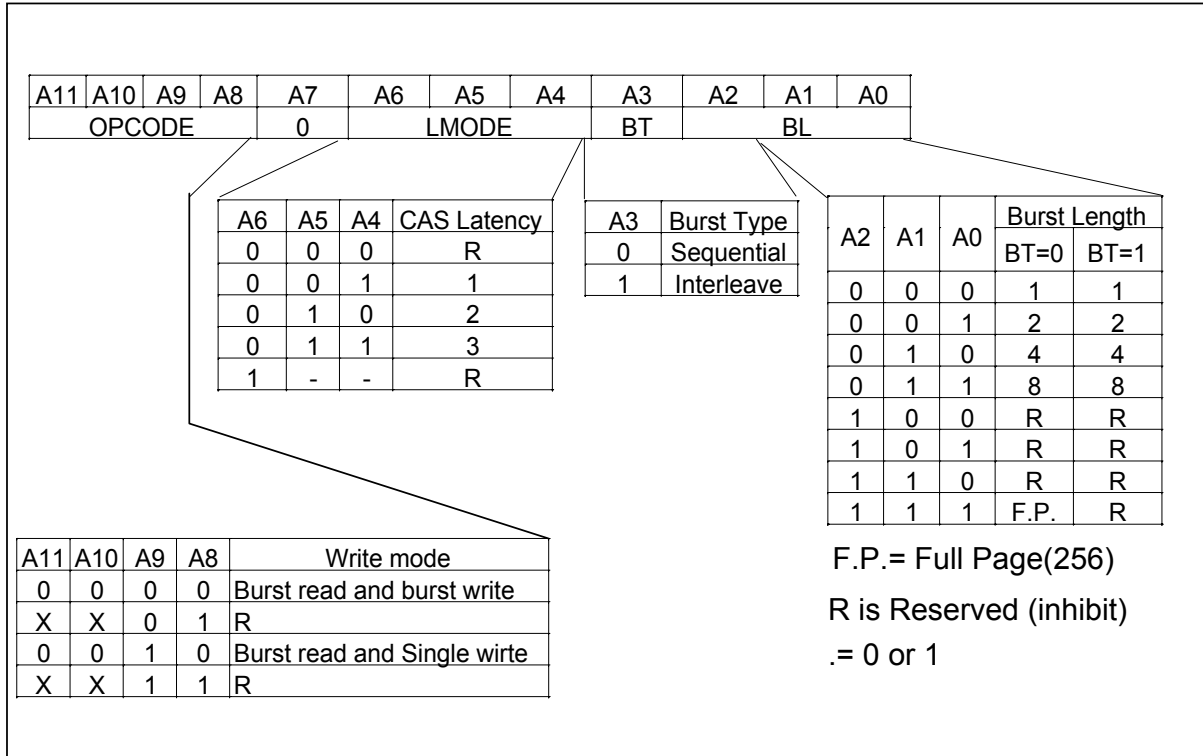 A11 A10 A9 A8 A7 A6 A5 A4 A3 A2 A1 A0
OPCODE 0 LMODE BT BL
A6 A5 A4 CAS Latency
0 0 0 R
0 0 1 1
0 1 0 2
0 1 1 3
1 - - R
A3 Burst Type
0 Sequential
1 Interleave
A2 A1 A0 Burst Length
BT=0 BT=1
0 0 0 1 1
0 0 1 2 2
0 1 0 4 4
0 1 1 8 8
1 0 0 R R
1 0 1 R R
1 1 0 R R
1 1 1 F.P. R
F.P.= Full Page(256)
R is Reserved (inhibit)
.= 0 or 1
A11 A10 A9 A8 Write mode
0 0 0 0 Burst read and burst write
X X 0 1 R
0 0 1 0 Burst read and Single wirte
X X 1 1 R